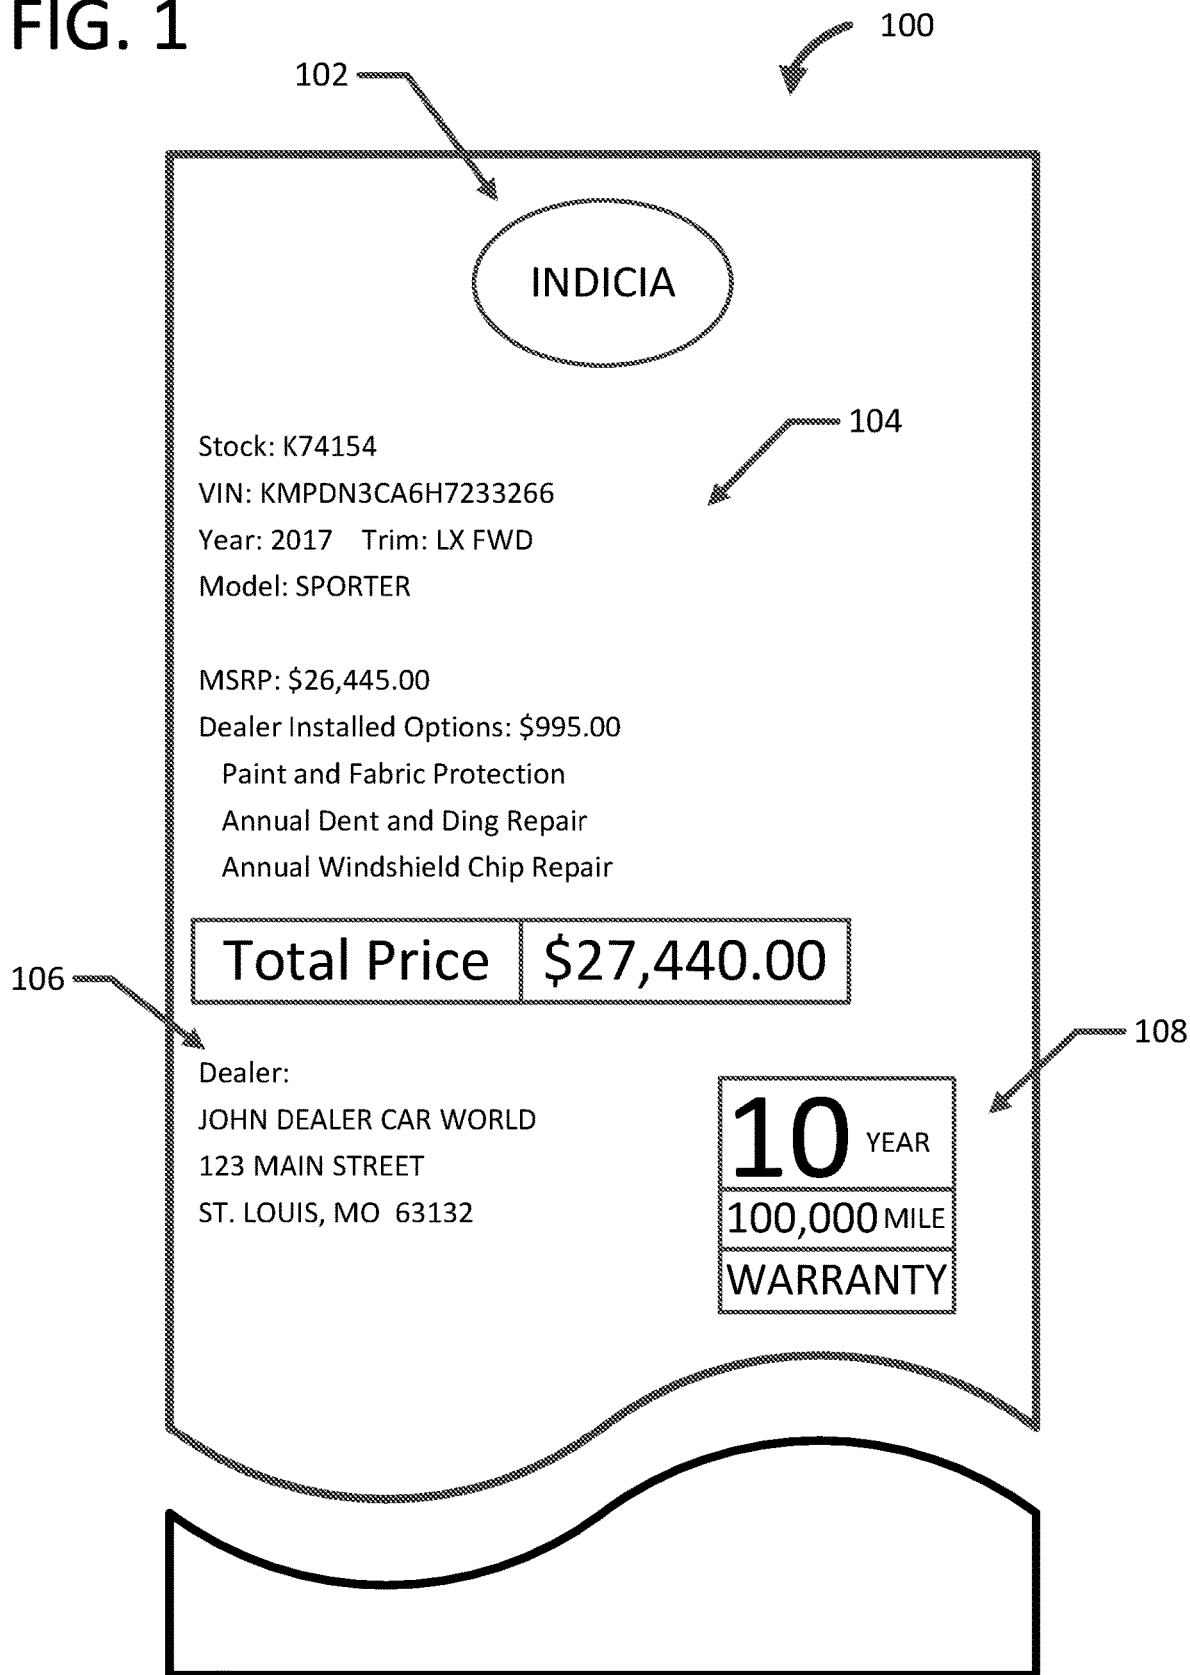 FIG. 1
100
102
INDICIA
104
Stock: K74154
VIN: KMPDN3CA6H7233266
Year: 2017 Trim: LX FWD
Model: SPORTER
MSRP: $26,445.00
Dealer Installed Options: $995.00
Paint and Fabric Protection
Annual Dent and Ding Repair
Annual Windshield Chip Repair
Total Price $27,440.00
106
108
Dealer:
JOHN DEALER CAR WORLD
123 MAIN STREET
ST. LOUIS, MO 63132
10 YEAR
100,000 MILE
WARRANTY